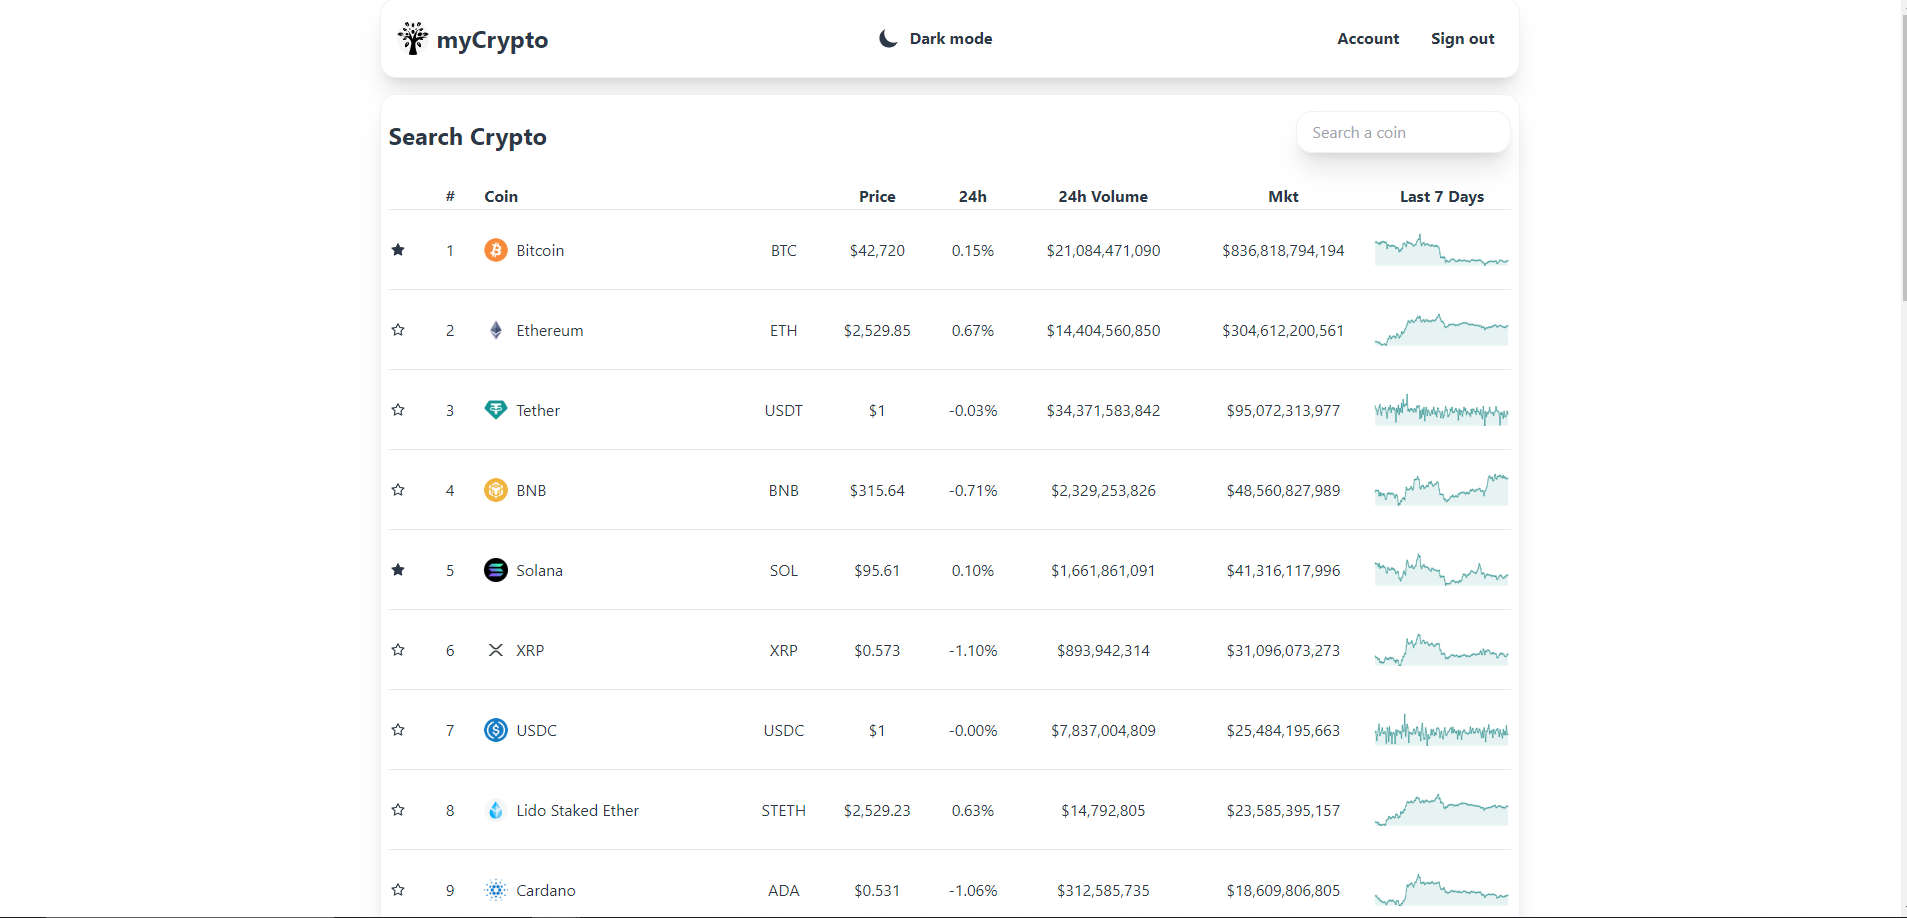 myCrypto Dark mode Account Sign out
Search Crypto Search a coin
# Coin Price 24h 24h Volume Mkt Last 7 Days
1 Bitcoin BTC $42,720 0.15% $21,084,471,090 $836,818,794,194
2 Ethereum ETH $2,529.85 0.67% $14,404,560,850 $304,612,200,561
3 Tether USDT $1 -0.03% $34,371,583,842 $95,072,313,977
4 BNB BNB $315.64 -0.71% $2,329,253,826 $48,560,827,989
5 Solana SOL $95.61 0.10% $1,661,861,091 $41,316,117,996
6 XRP XRP $0.573 -1.10% $893,942,314 $31,096,073,273
7 USDC USDC $1 -0.00% $7,837,004,809 $25,484,195,663
8 Lido Staked Ether STETH $2,529.23 0.63% $14,792,805 $23,585,395,157
9 Cardano ADA $0.531 -1.06% $312,585,735 $18,609,806,805